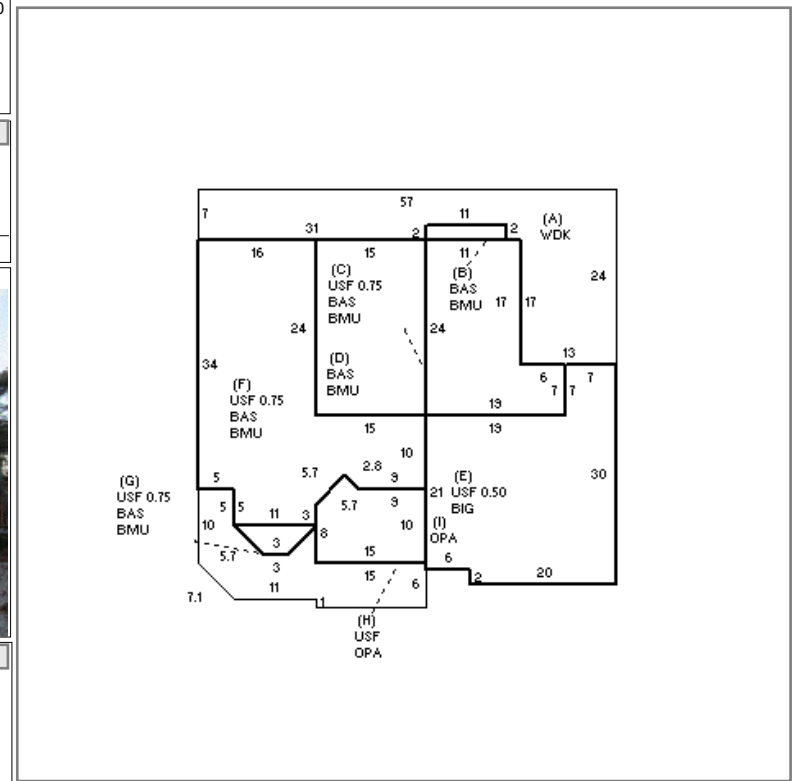 57
7
11
(A)
WDK
31
2
2
16
15
11
(C)
USF 0.75
BAS
BMU
(B)
BAS
BMU
17
17
24
24
24
(D)
BAS
BMU
13
34
6
7
7
7
(F)
USF 0.75
BAS
BMU
19
15
19
10
5.7
2.8
9
5
(G)
USF 0.75
BAS
BMU
5.7
9
21
(E)
USF 0.50
BIG
30
5
5
11
3
10
8
10
(I)
OPA
3
5.7
15
6
3
15
6
2
20
11
7.1
1
(H)
USF
OPA